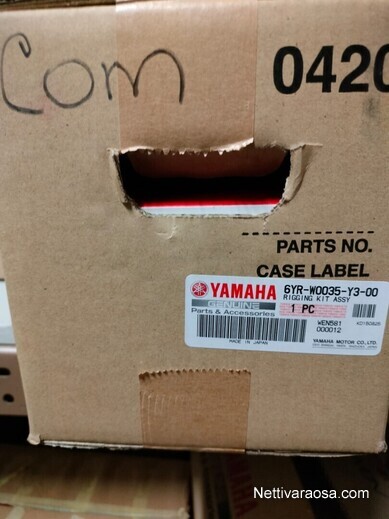 Com
0420
PARTS NO.
CASE LABEL
YAMAHA
GENUINE
Parts & Accessories
6YR-W0035-Y3-00
RIGGING KIT ASSY
1 PC
WEN581
000012
MADE IN JAPAN
YAMAHA MOTOR CO.,LTD.
Nettivaraosa.com